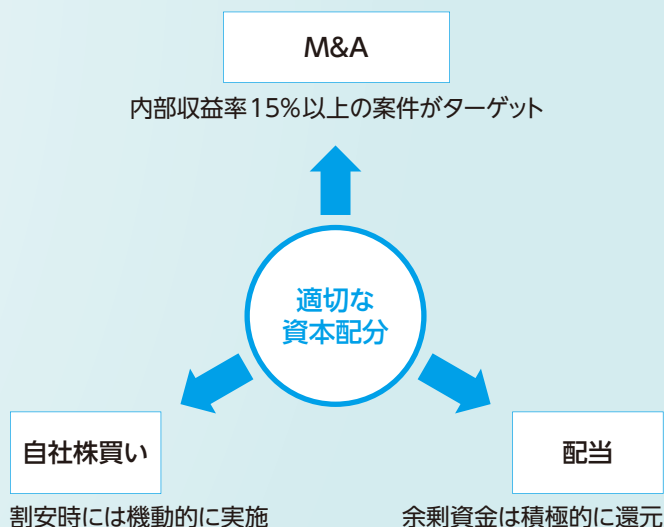 M&A
内部収益率15%以上の案件がターゲット
適切な
資本配分
自社株買い
割安時には機動的に実施
配当
余剰資金は積極的に還元